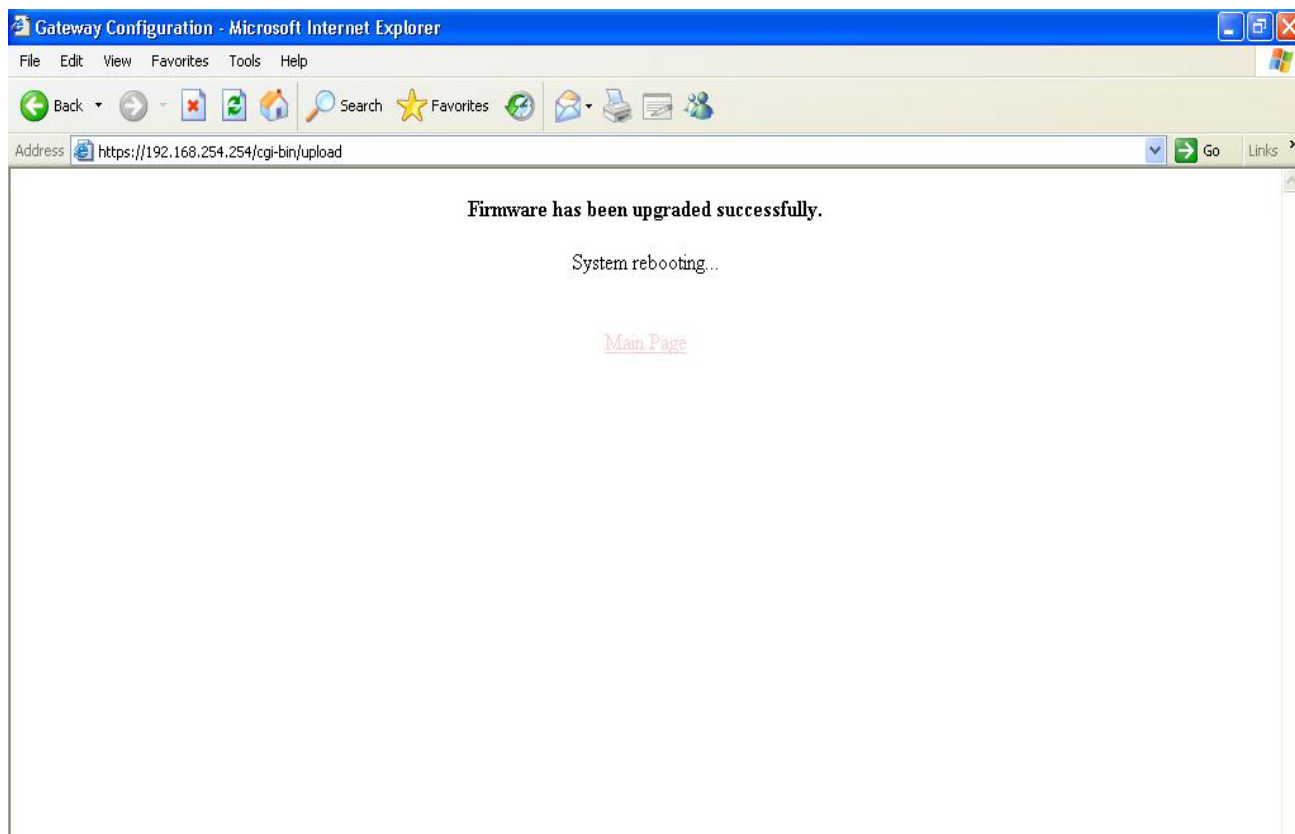 Gateway Configuration - Microsoft Internet Explorer
File Edit View Favorites Tools Help
Back Search Favorites
Address https://192.168.254.254/cgi-bin/upload Go Links
Firmware has been upgraded successfully.
System rebooting...
Main Page